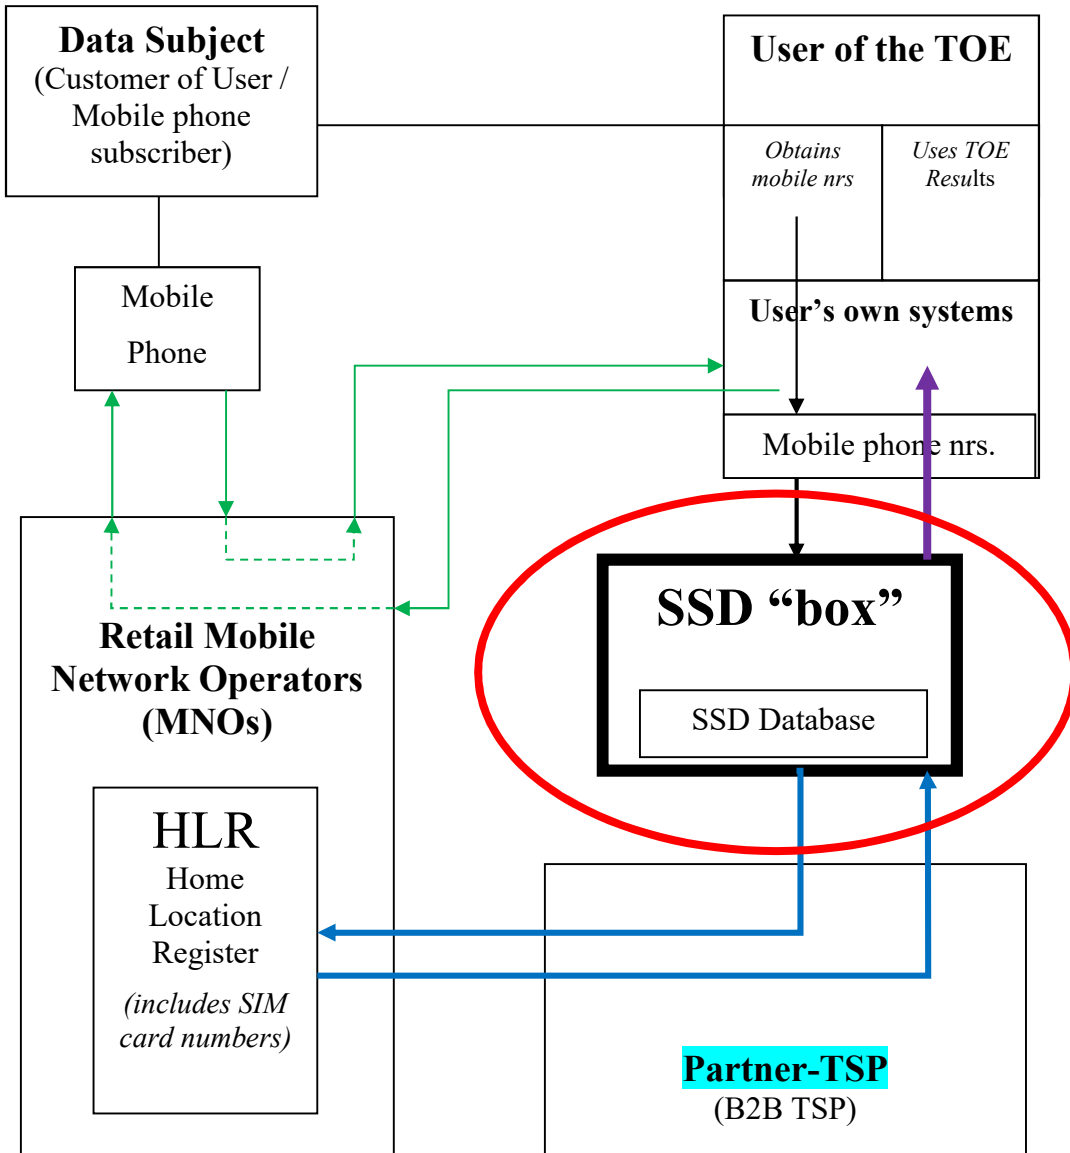 Data Subject
(Customer of User /
Mobile phone
subscriber)
User of the TOE
Obtains
mobile nrs
Uses TOE
Results
Mobile
Phone
User’s own systems
Mobile phone nrs.
SSD “box”
SSD Database
Retail Mobile
Network Operators
(MNOs)
HLR
Home
Location
Register
(includes SIM
card numbers)
Partner-TSP
(B2B TSP)